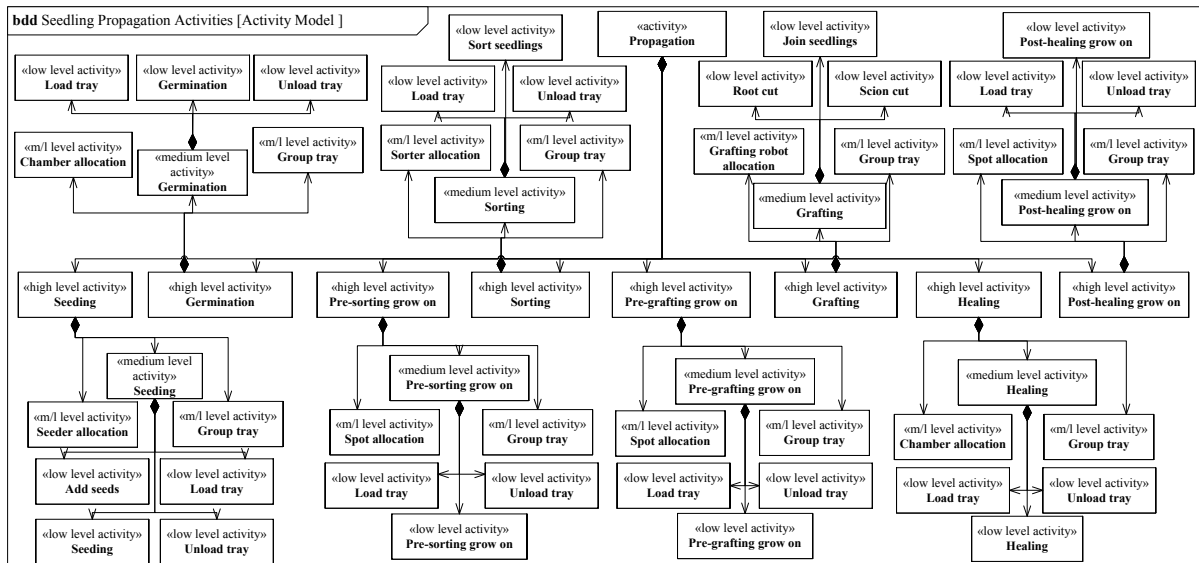 bdd Seedling Propagation Activities [Activity Model ]
«low level activity»
Sort seedlings
«activity»
Propagation
«low level activity»
Join seedlings
«low level activity»
Post-healing grow on
«low level activity»
Load tray
«low level activity»
Germination
«low level activity»
Unload tray
«low level activity»
Load tray
«low level activity»
Unload tray
«low level activity»
Root cut
«low level activity»
Scion cut
«low level activity»
Load tray
«low level activity»
Unload tray
«m/l level activity»
Chamber allocation
«medium level
activity»
Germination
«m/l level activity»
Group tray
«m/l level activity»
Sorter allocation
«m/l level activity»
Group tray
«m/l level activity»
Grafting robot
allocation
«m/l level activity»
Group tray
«m/l level activity»
Spot allocation
«m/l level activity»
Group tray
«medium level activity»
Sorting
«medium level activity»
Grafting
«medium level activity»
Post-healing grow on
«high level activity»
Seeding
«high level activity»
Germination
«high level activity»
Pre-sorting grow on
«high level activity»
Sorting
«high level activity»
Pre-grafting grow on
«high level activity»
Grafting
«high level activity»
Healing
«high level activity»
Post-healing grow on
«medium level
activity»
Seeding
«medium level activity»
Pre-sorting grow on
«medium level activity»
Pre-grafting grow on
«medium level activity»
Healing
«m/l level activity»
Seeder allocation
«m/l level activity»
Group tray
«m/l level activity»
Spot allocation
«m/l level activity»
Group tray
«m/l level activity»
Spot allocation
«m/l level activity»
Group tray
«m/l level activity»
Chamber allocation
«m/l level activity»
Group tray
«low level activity»
Add seeds
«low level activity»
Load tray
«low level activity»
Load tray
«low level activity»
Unload tray
«low level activity»
Load tray
«low level activity»
Unload tray
«low level activity»
Load tray
«low level activity»
Unload tray
«low level activity»
Seeding
«low level activity»
Unload tray
«low level activity»
Pre-sorting grow on
«low level activity»
Pre-grafting grow on
«low level activity»
Healing